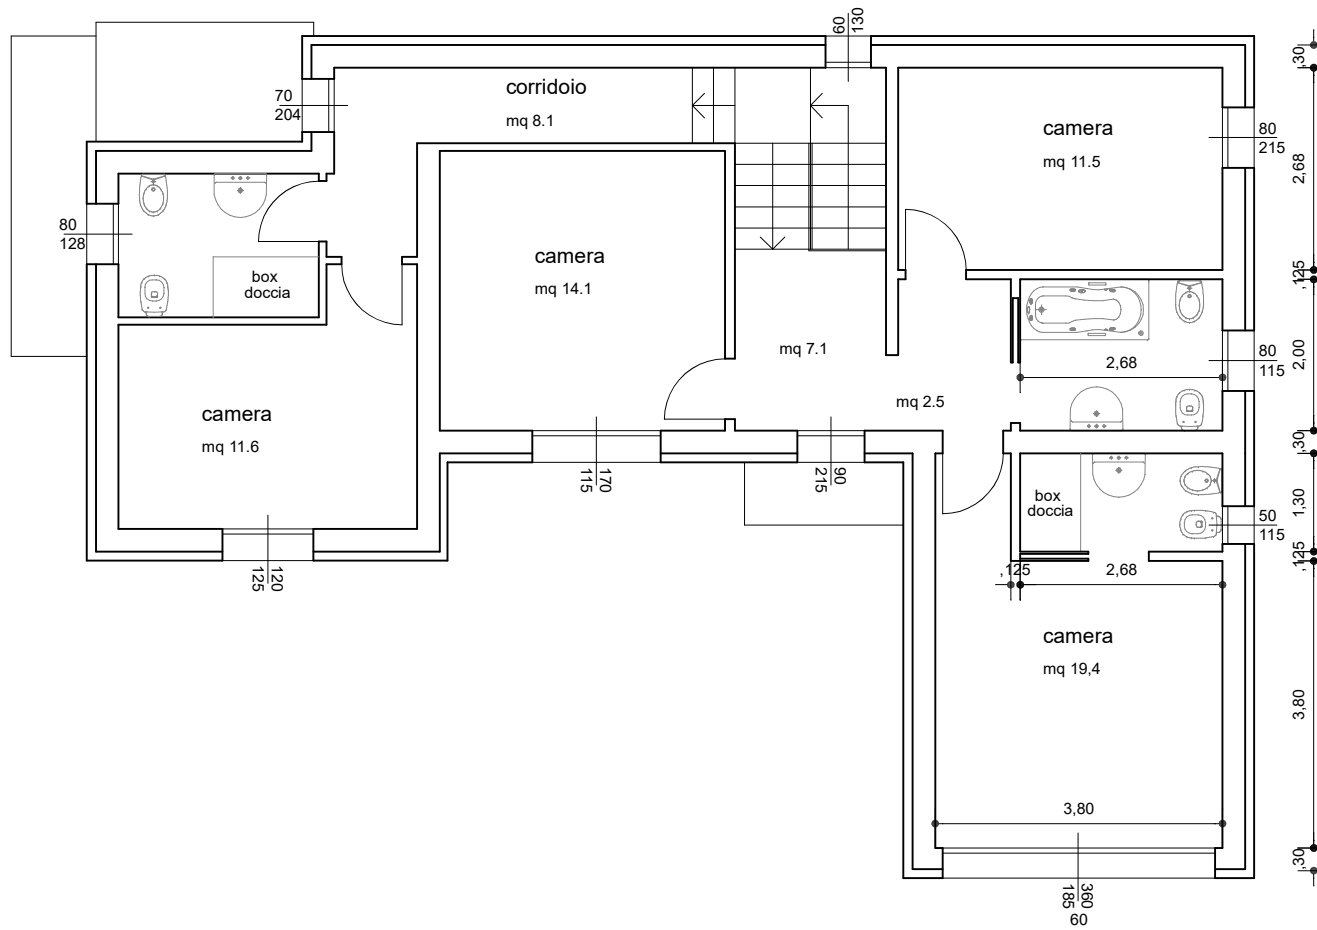 60
130
,30
corridoio
70
204
mq 8.1
camera
mq 11.5
80
215
2,68
80
128
camera
mq 14.1
box
doccia
,125
mq 7.1
2,68
80
115
2,00
mq 2.5
camera
mq 11.6
,30
170
115
90
215
box
doccia
50
115
1,30
120
125
,125
2,68
,125
camera
mq 19,4
3,80
3,80
,30
360
185
60